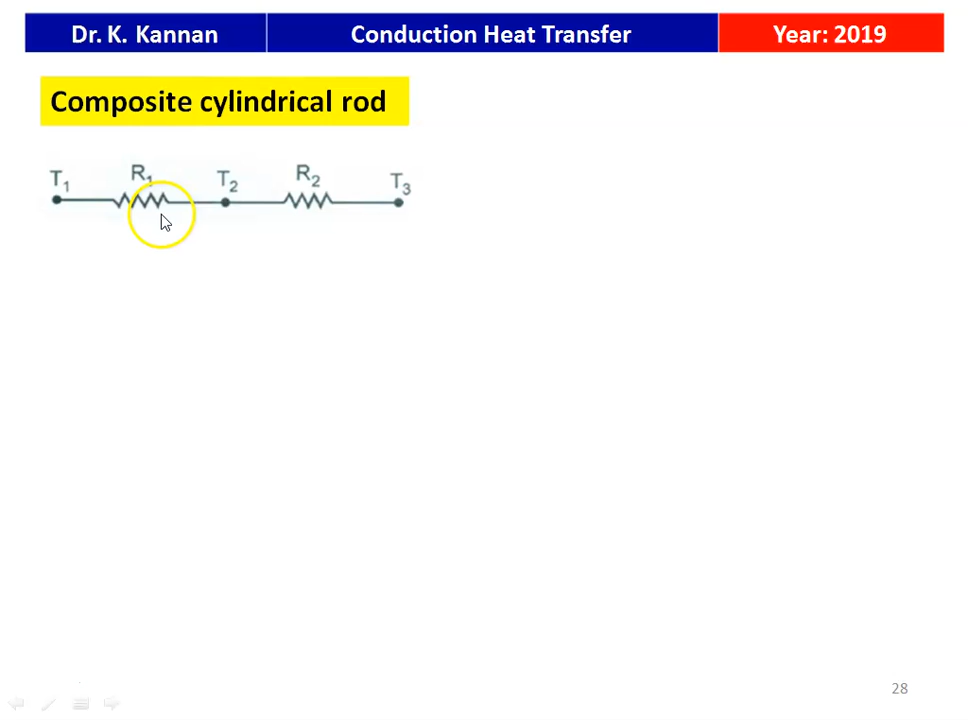 Dr. K. Kannan Conduction Heat Transfer Year: 2019
Composite cylindrical rod
T1 R1 T2 R2 T3
28